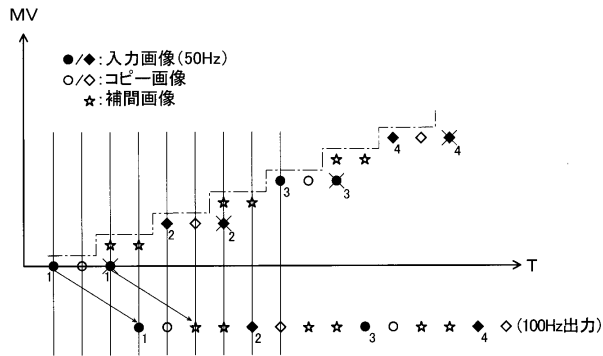 MV
●/◆:入力画像(50Hz)
○/◇:コピー画像
☆:補間画像
4 4
3 3
2 2
1 1
T
1 2 3 4 (100Hz出力)